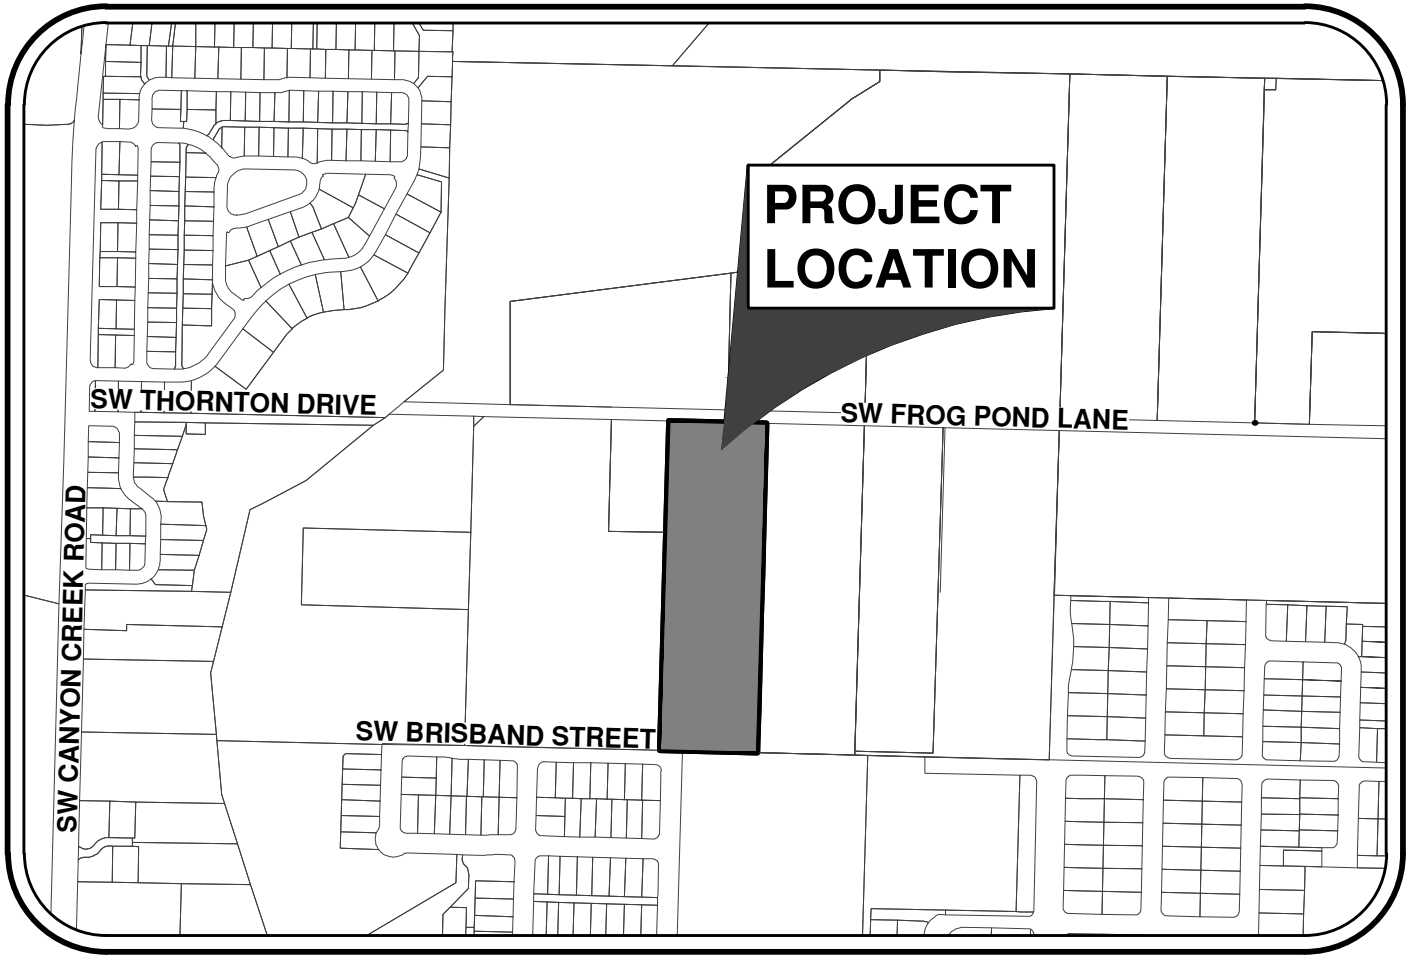 PROJECT
LOCATION
SW THORNTON DRIVE
SW FROG POND LANE
SW CANYON CREEK ROAD
SW BRISBAND STREET